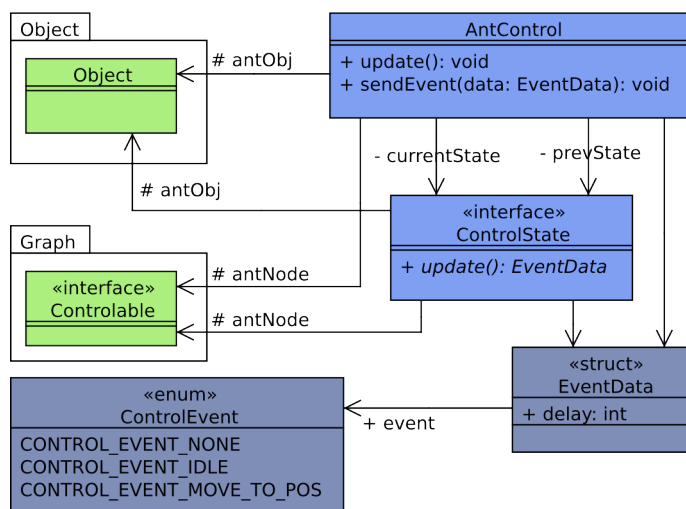 Object
AntControl
# antObj
Object
+ update(): void
+ sendEvent(data: EventData): void
- currentState
- prevState
# antObj
«interface»
ControlState
Graph
+ update(): EventData
# antNode
«interface»
Controlable
# antNode
«struct»
EventData
«enum»
ControlEvent
+ delay: int
+ event
CONTROL_EVENT_NONE
CONTROL_EVENT_IDLE
CONTROL_EVENT_MOVE_TO_POS